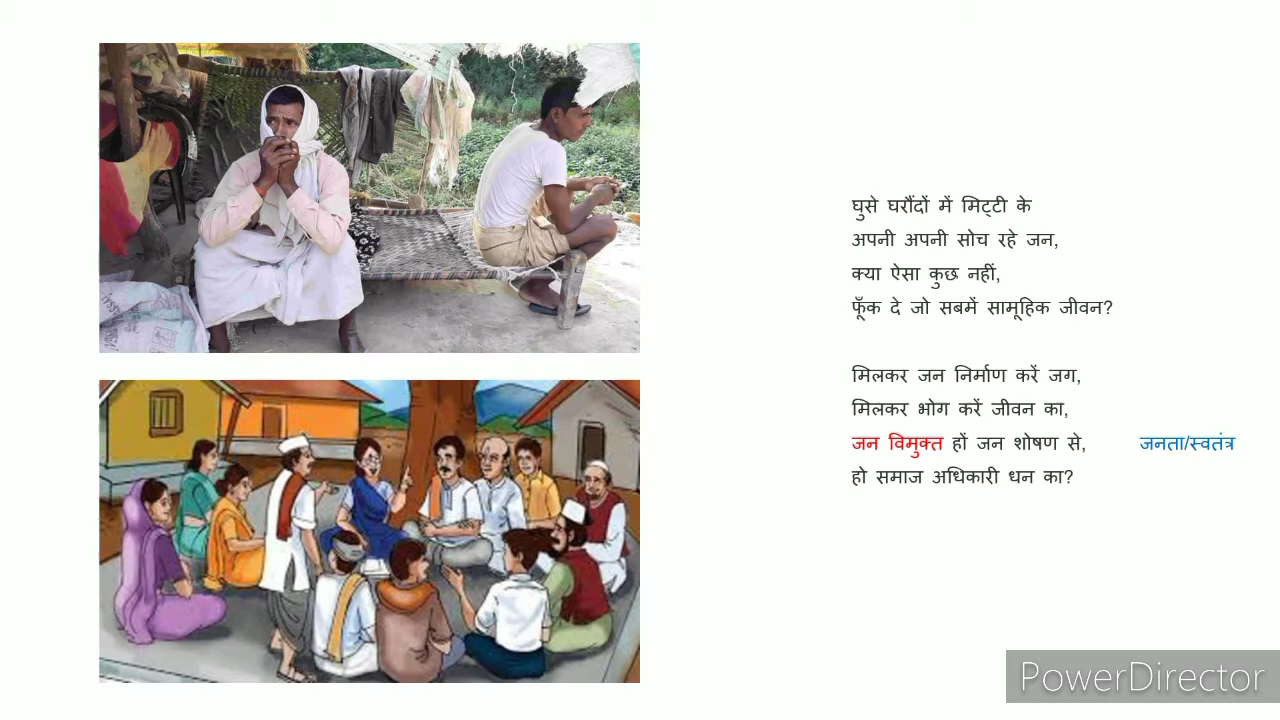 घुसे घरौंदों में मिट्टी के
अपनी अपनी सोच रहे जन,
क्या ऐसा कुछ नहीं,
फूँक दे जो सबमें सामूहिक जीवन?
मिलकर जन निर्माण करें जग,
मिलकर भोग करें जीवन का,
जन विमुक्त हों जन शोषण से, जनता/स्वतंत्र
हो समाज अधिकारी धन का?
PowerDirector